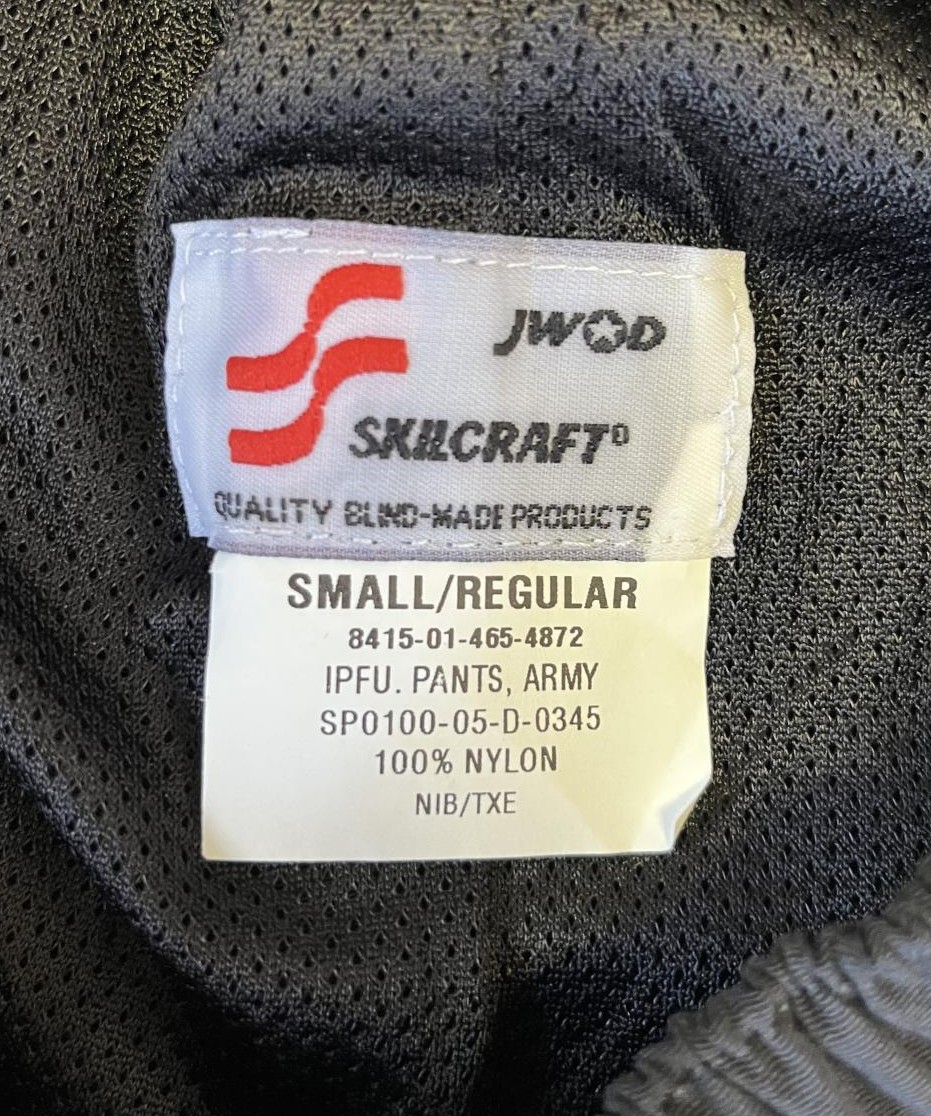 JWOD
SKILCRAFT®
QUALITY BLIND-MADE PRODUCTS
SMALL/REGULAR
8415-01-465-4872
IPFU. PANTS, ARMY
SP0100-05-D-0345
100% NYLON
NIB/TXE